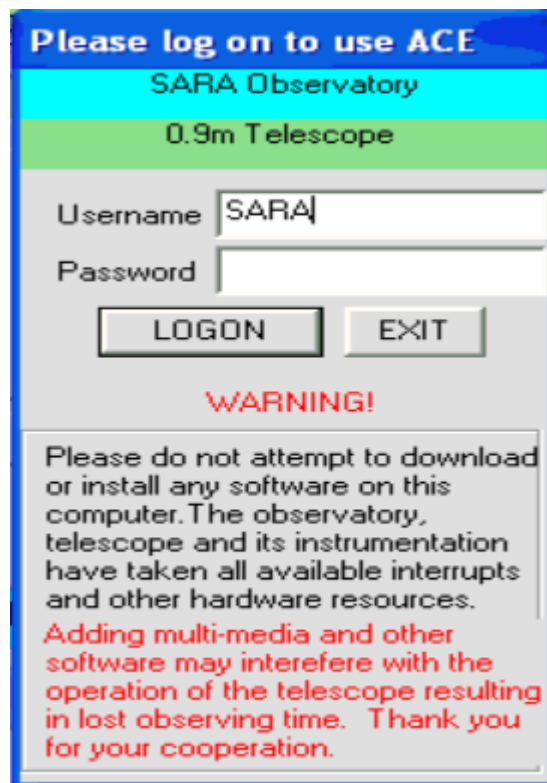 Please log on to use ACE
SARA Observatory
0.9m Telescope
Username SARA
Password
LOGON EXIT
WARNING!
Please do not attempt to download
or install any software on this
computer.The observatory,
telescope and its instrumentation
have taken all available interrupts
and other hardware resources.
Adding multi-media and other
software may interefere with the
operation of the telescope resulting
in lost observing time. Thank you
for your cooperation.